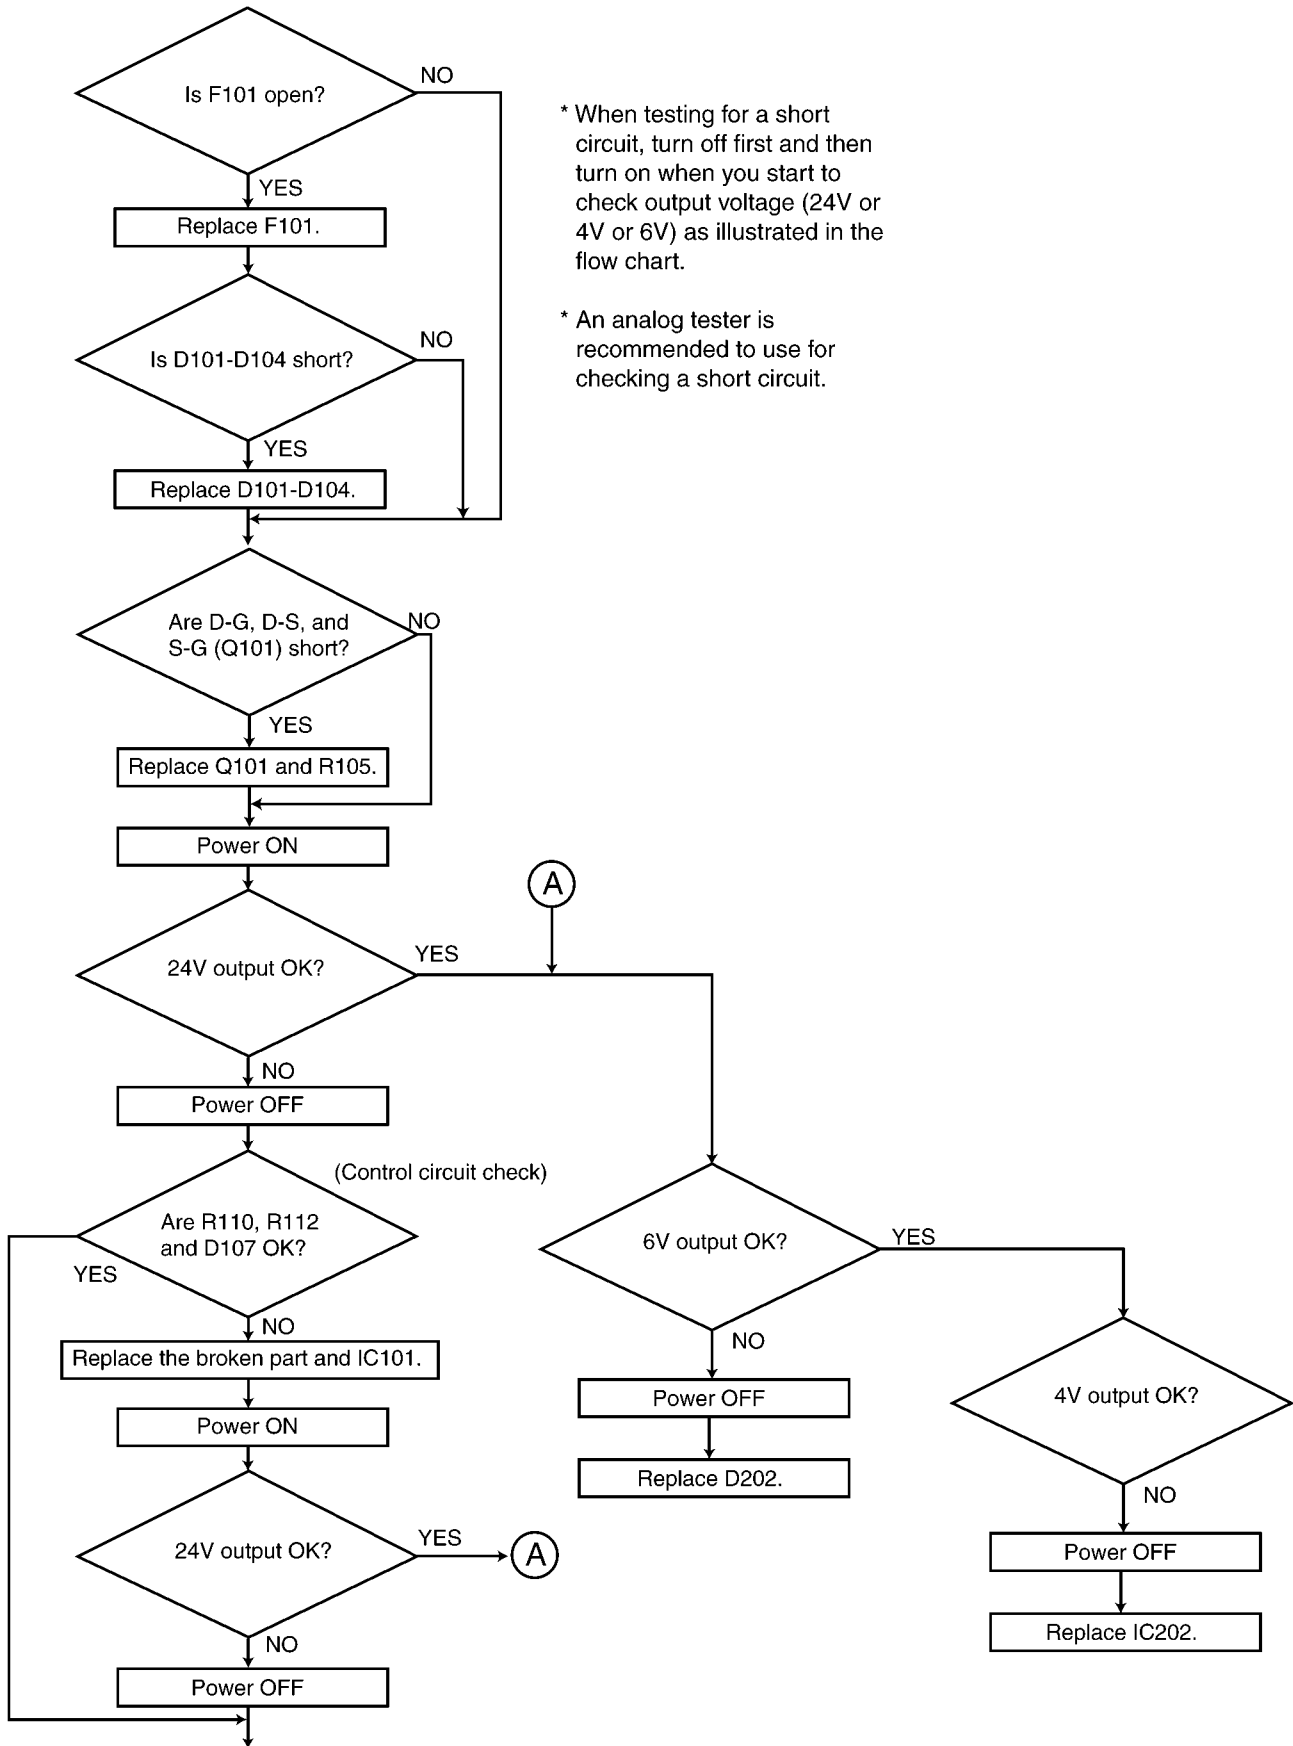 Is F101 open?
NO
YES
Replace F101.
Is D101-D104 short?
NO
YES
Replace D101-D104.
* When testing for a short
circuit, turn off first and then
turn on when you start to
check output voltage (24V or
4V or 6V) as illustrated in the
flow chart.
* An analog tester is
recommended to use for
checking a short circuit.
Are D-G, D-S, and
S-G (Q101) short?
NO
YES
Replace Q101 and R105.
Power ON
A
24V output OK?
YES
NO
Power OFF
(Control circuit check)
Are R110, R112
and D107 OK?
YES
NO
Replace the broken part and IC101.
Power ON
24V output OK?
YES
A
NO
Power OFF
6V output OK?
YES
NO
Power OFF
Replace D202.
4V output OK?
NO
Power OFF
Replace IC202.